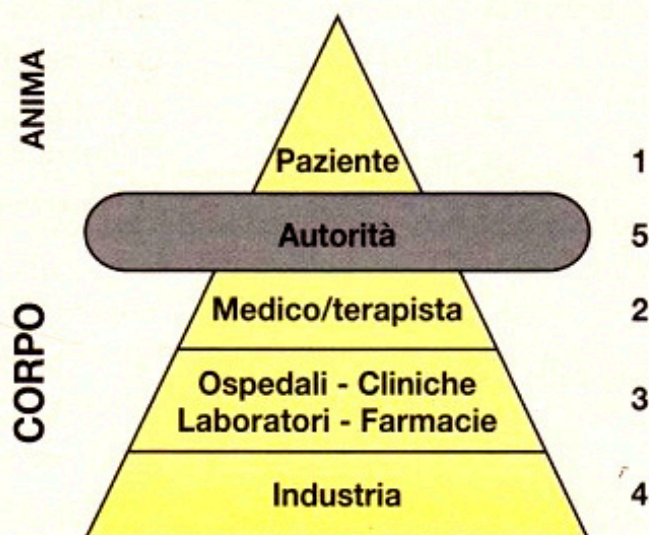 ANIMA
Paziente 1
Autorità 5
Medico/terapista 2
CORPO
Ospedali - Cliniche
Laboratori - Farmacie 3
Industria 4